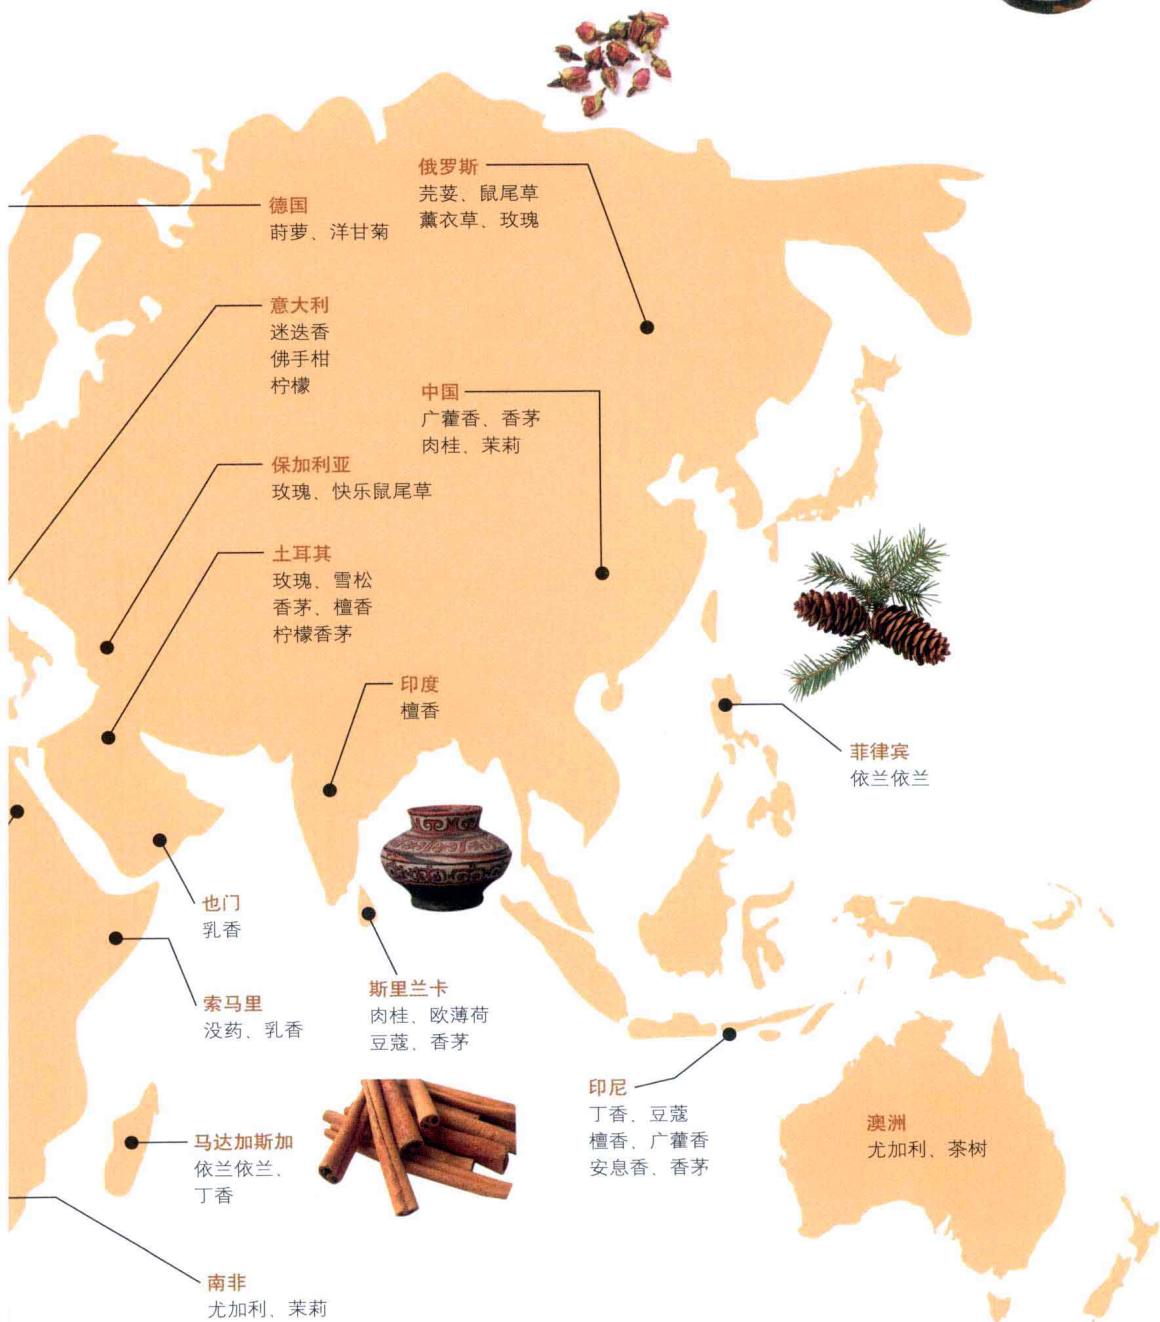 俄罗斯
芫荽、鼠尾草
薰衣草、玫瑰
德国
莳萝、洋甘菊
意大利
迷迭香
佛手柑
柠檬
中国
广藿香、香茅
肉桂、茉莉
保加利亚
玫瑰、快乐鼠尾草
土耳其
玫瑰、雪松
香茅、檀香
柠檬香茅
印度
檀香
菲律宾
依兰依兰
也门
乳香
索马里
没药、乳香
斯里兰卡
肉桂、欧薄荷
豆蔻、香茅
印尼
丁香、豆蔻
檀香、广藿香
安息香、香茅
澳洲
尤加利、茶树
马达加斯加
依兰依兰、
丁香
南非
尤加利、茉莉